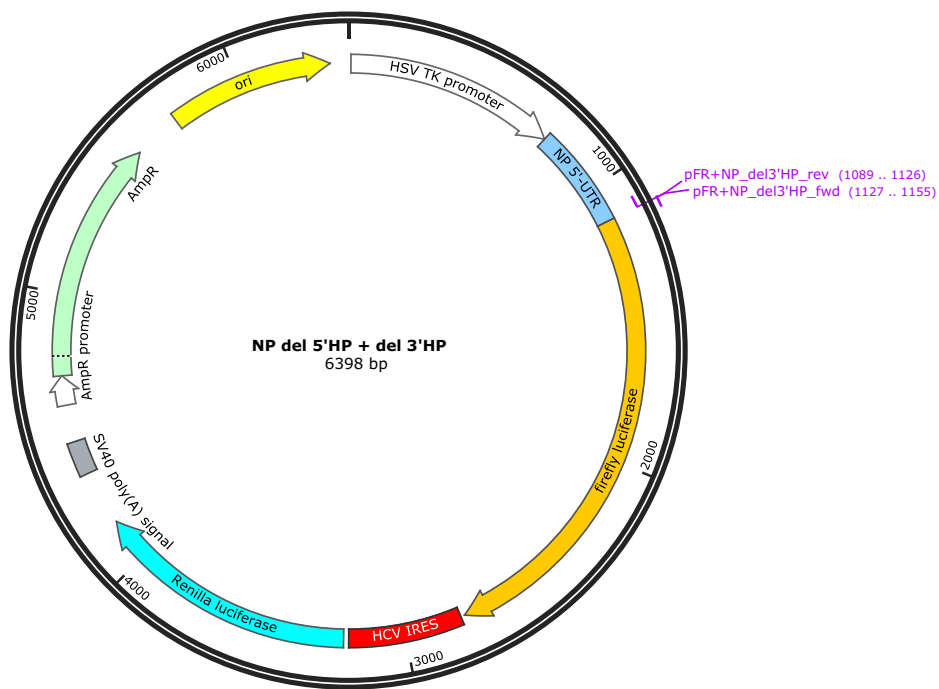 6000
ori
HSV TK promoter
NP 5'-UTR
1000
pFR+NP_del3'HP_rev (1089 .. 1126)
pFR+NP_del3'HP_fwd (1127 .. 1155)
AmpR
5000
AmpR promoter
NP del 5'HP + del 3'HP
6398 bp
firefly luciferase
2000
SV40 poly(A) signal
4000
Renilla luciferase
HCV IRES
3000